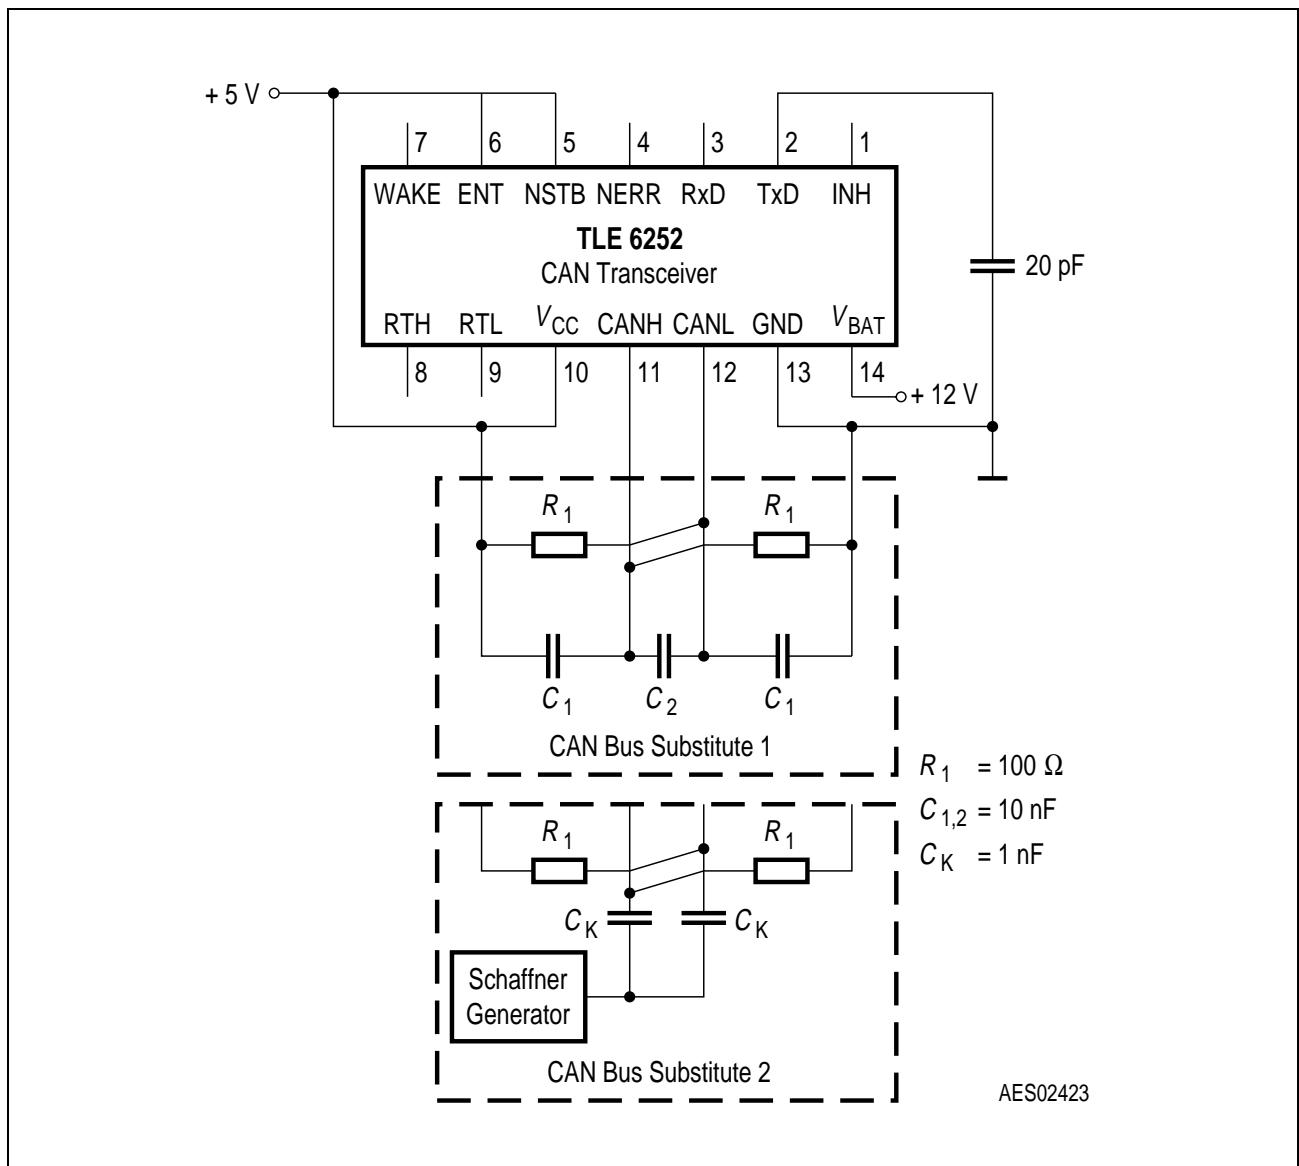 + 5 V
7 6 5 4 3 2 1
WAKE ENT NSTB NERR RxD TxD INH
TLE 6252
CAN Transceiver
20 pF
RTH RTL VCC CANH CANL GND VBAT
8 9 10 11 12 13 14
+ 12 V
R1 R1
C1 C2 C1
CAN Bus Substitute 1
R1 = 100 Ω
C1,2 = 10 nF
CK = 1 nF
R1 R1
CK CK
Schaffner
Generator
CAN Bus Substitute 2
AES02423